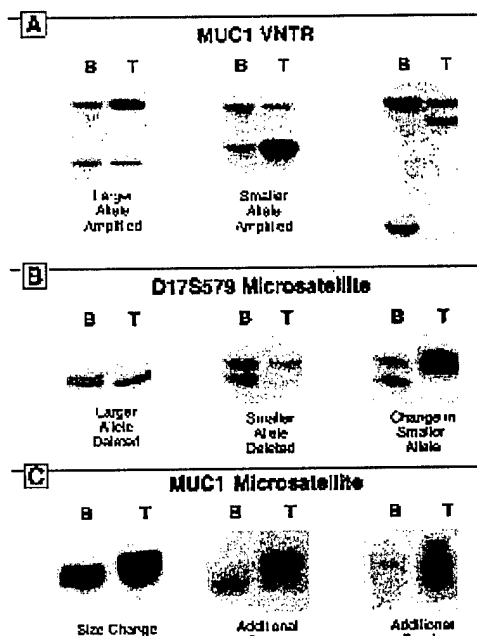 A
MUC1 VNTR
B T B T B T
Larger Smaller
Allele Allele
Amplified Amplified
B
D17S579 Microsatellite
B T B T B T
Larger Smaller Change in
Allele Allele Smaller
Deleted Deleted Allele
C
MUC1 Microsatellite
B T B T B T
Size Change Additional Additional